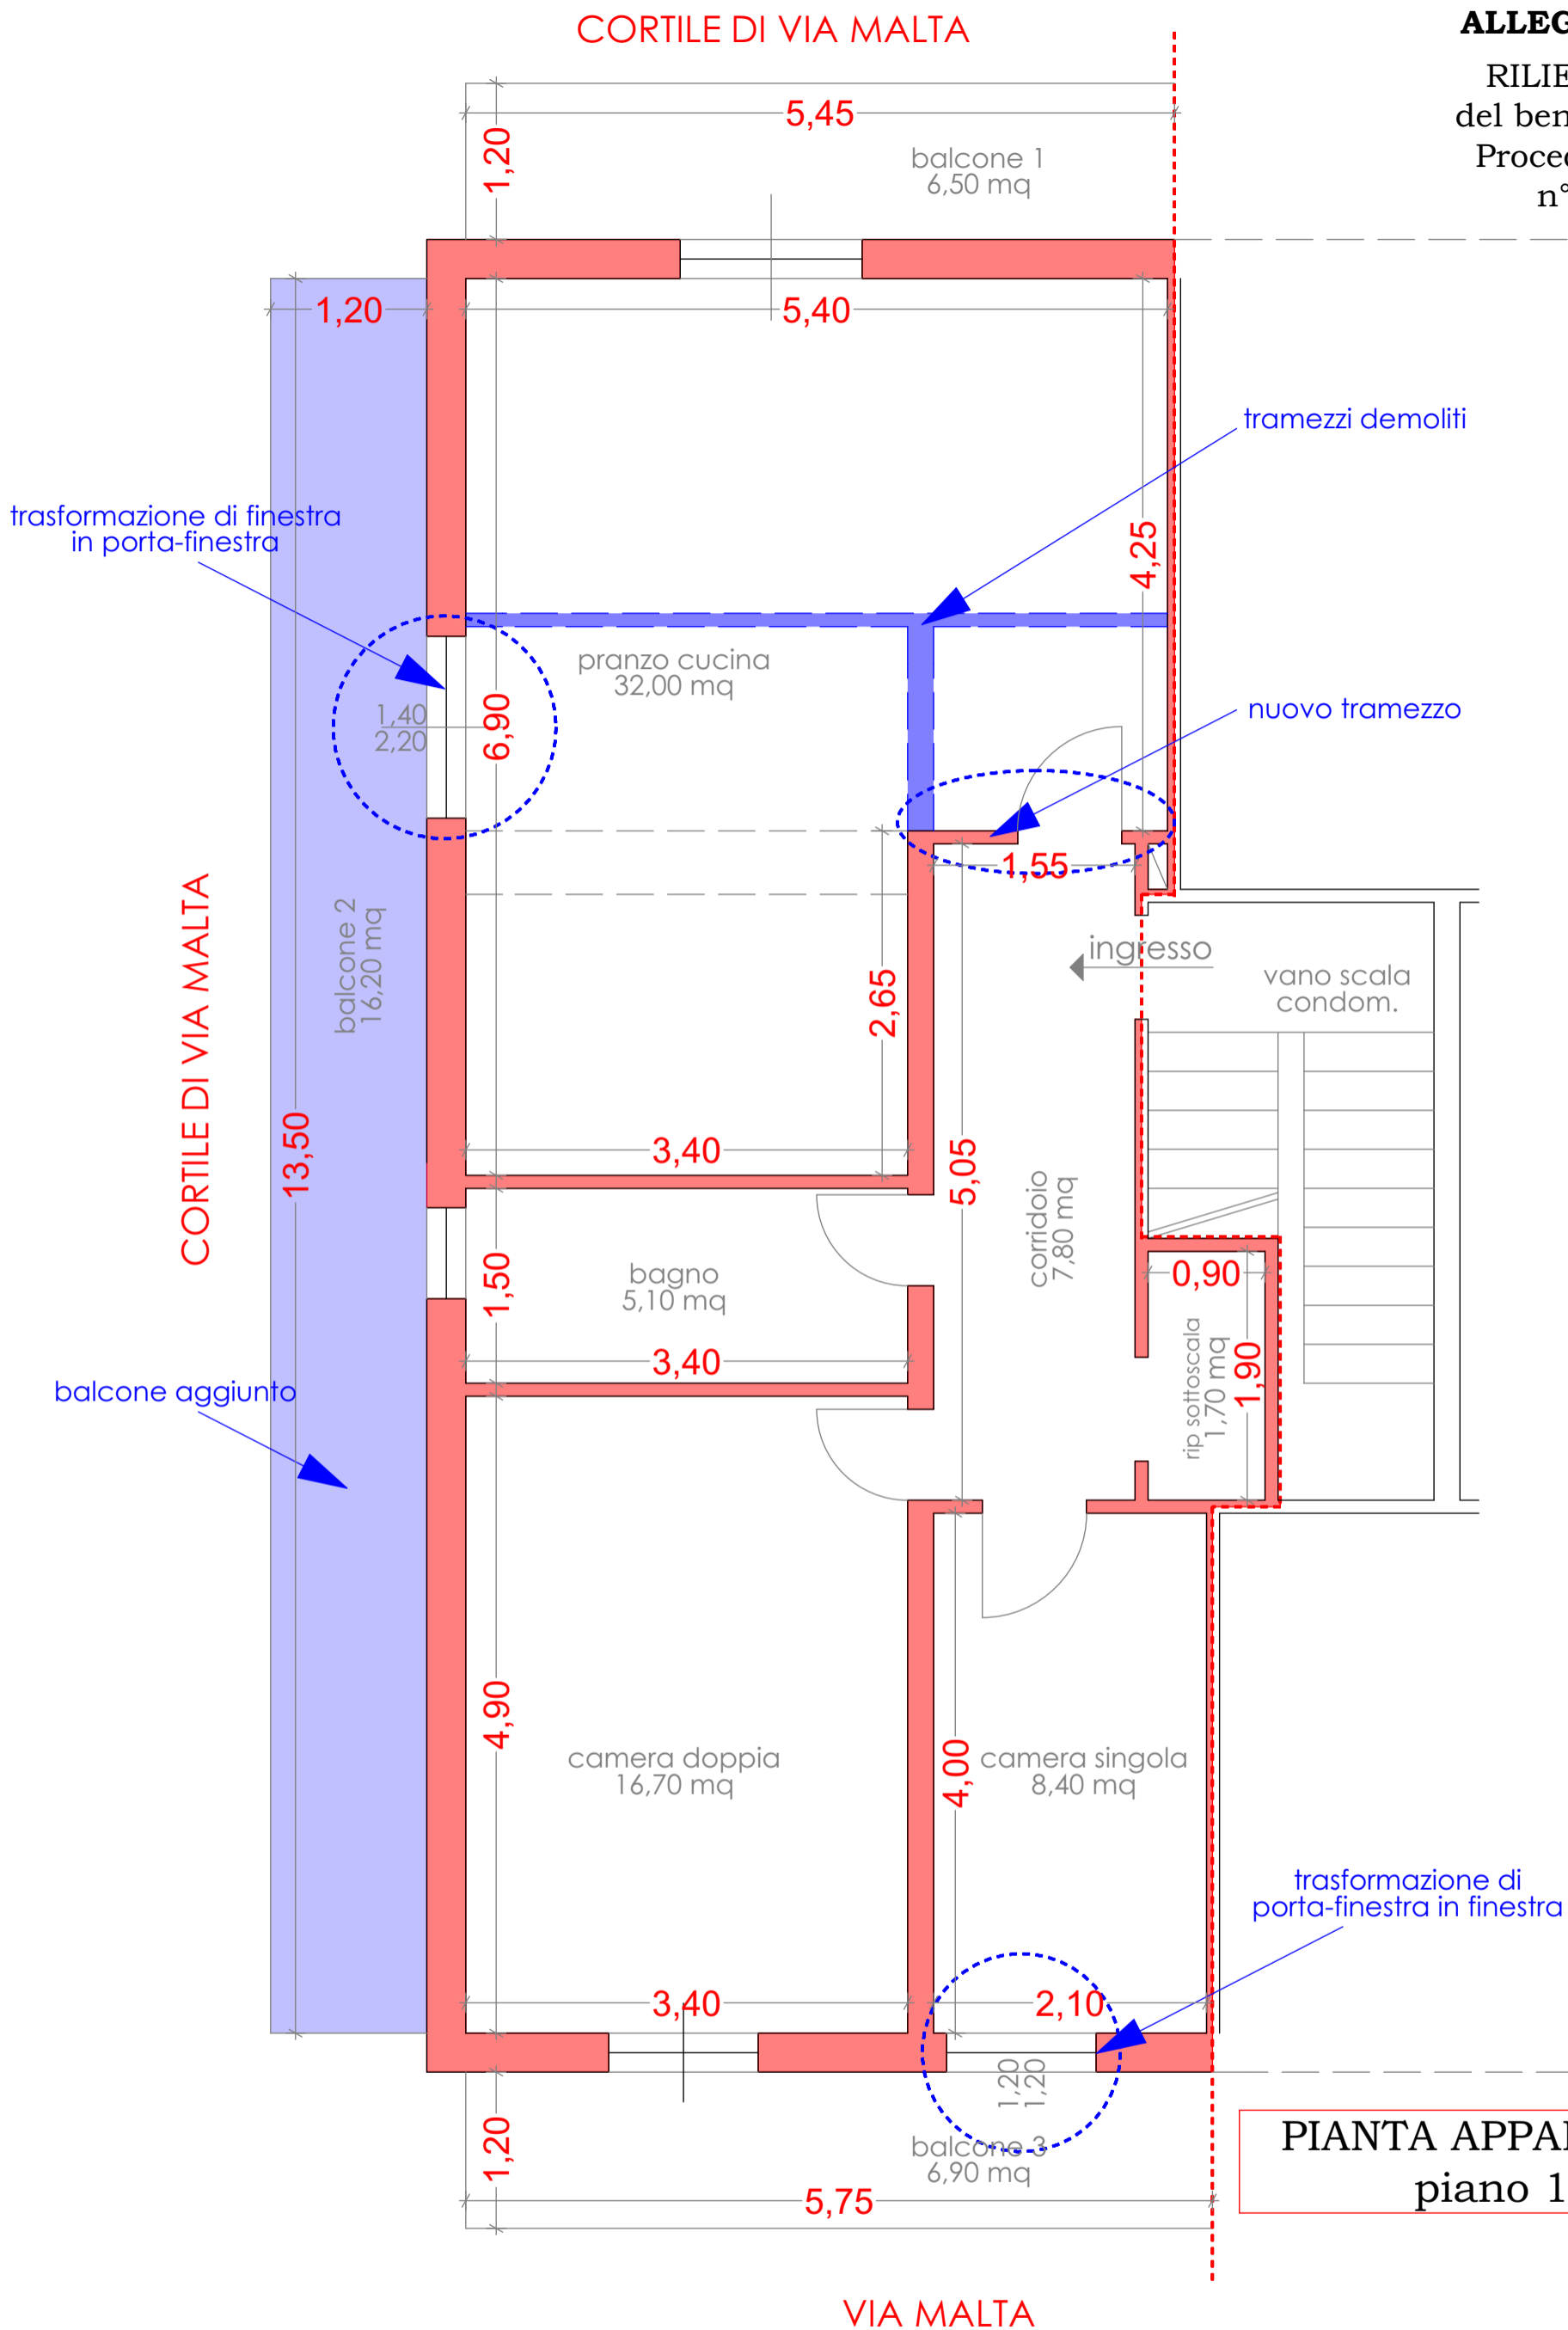 CORTILE DI VIA MALTA
ALLEG
RILIE
del ben
Proced
n°
5,45
1,20
balcone 1
6,50 mq
1,20
5,40
tramezzi demoliti
trasformazione di finestra
in porta-finestra
4,25
pranzo cucina
32,00 mq
nuovo tramezzo
1,40
2,20
6,90
1,55
CORTILE DI VIA MALTA
balcone 2
16,20 mq
ingresso
vano scala
condom.
2,65
13,50
3,40
5,05
corridoio
7,80 mq
1,50
bagno
5,10 mq
0,90
rip sottoscala
1,70 mq
1,90
3,40
balcone aggiunto
4,90
camera doppia
16,70 mq
4,00
camera singola
8,40 mq
trasformazione di
porta-finestra in finestra
3,40
2,10
1,20
1,20
1,20
balcone 3
6,90 mq
5,75
PIANTA APPA
piano 1
VIA MALTA